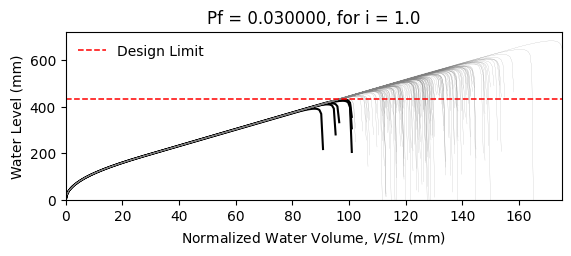 Pf = 0.030000, for i = 1.0
Water Level (mm)
600
400
200
0
Design Limit
0 20 40 60 80 100 120 140 160
Normalized Water Volume, V/SL (mm)